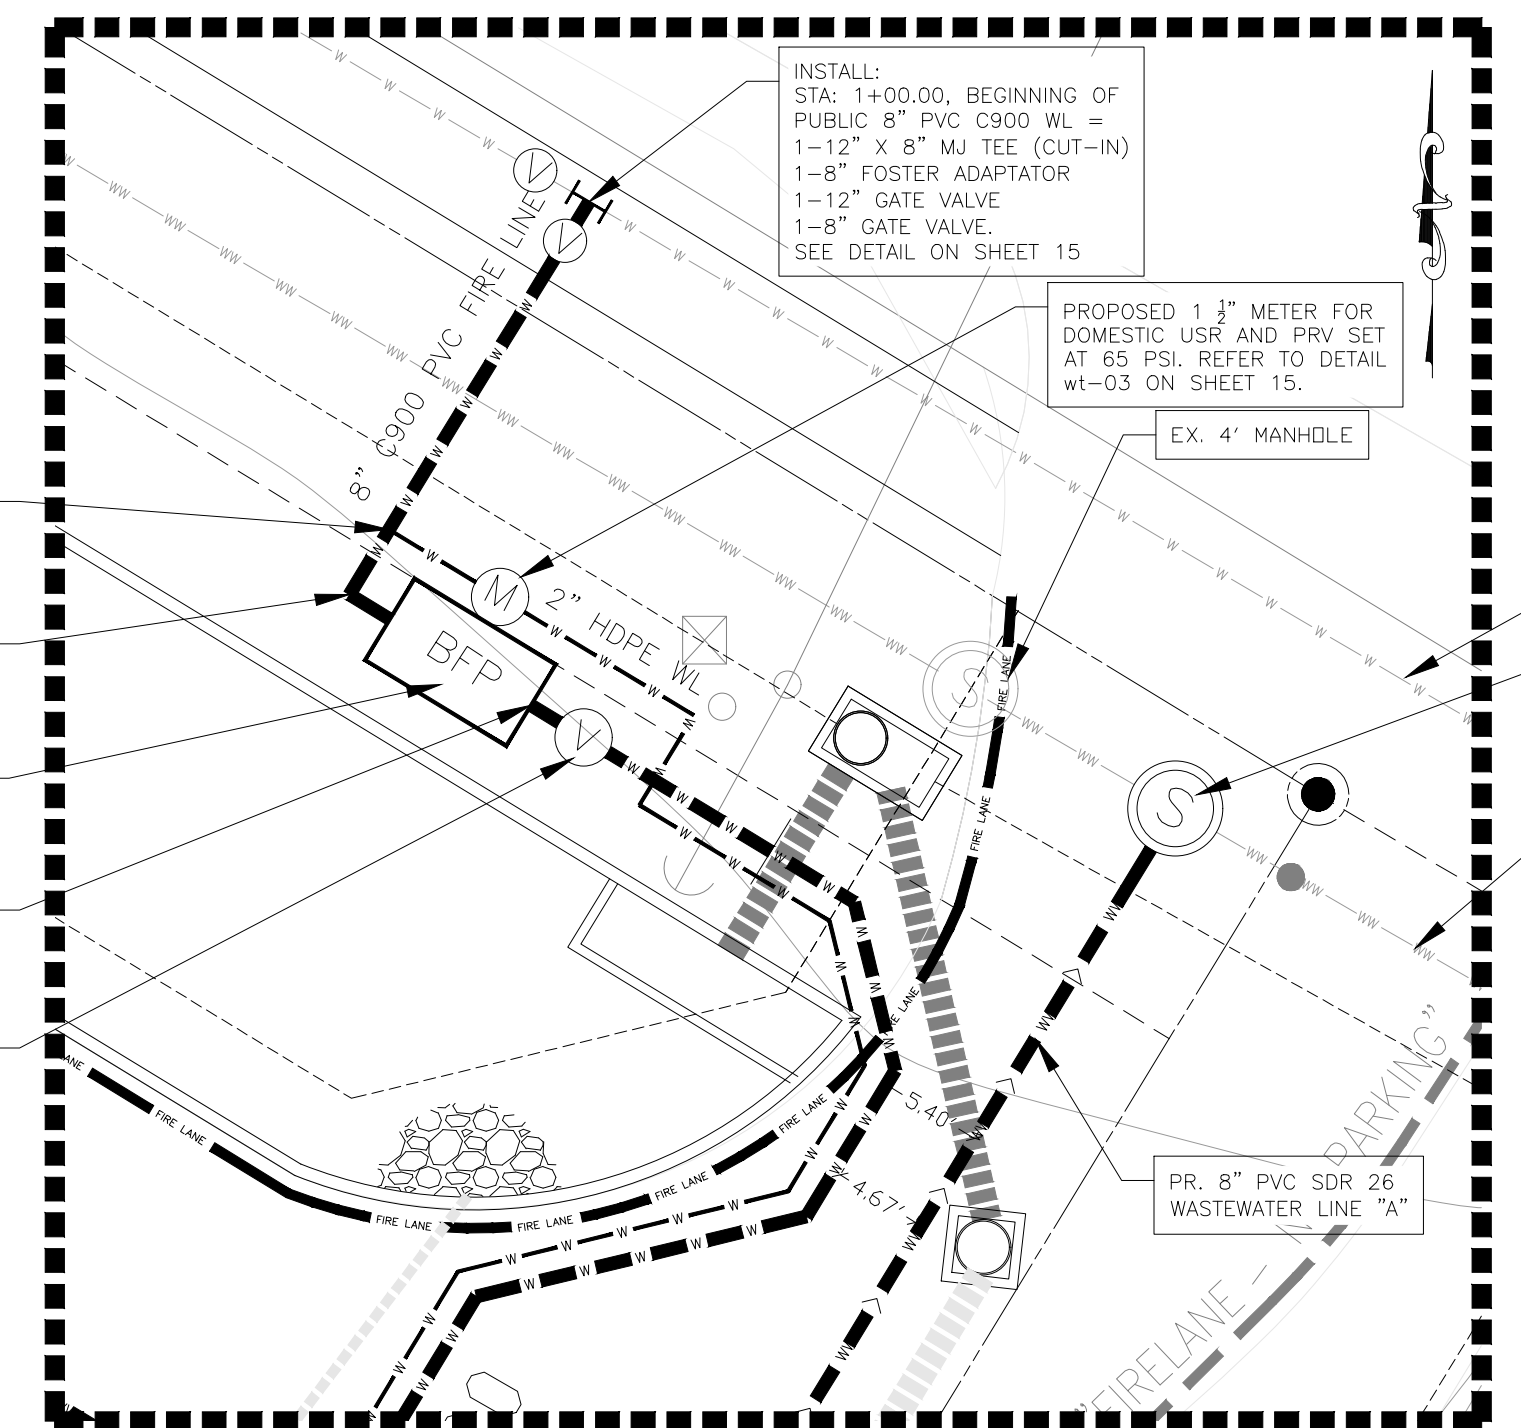 INSTALL:
STA: 1+00.00, BEGINNING OF
PUBLIC 8" PVC C900 WL =
1-12" X 8" MJ TEE (CUT-IN)
1-8" FOSTER ADAPTATOR
1-12" GATE VALVE
1-8" GATE VALVE.
SEE DETAIL ON SHEET 15
PROPOSED 1 1/2" METER FOR
DOMESTIC USR AND PRV SET
AT 65 PSI. REFER TO DETAIL
wt-03 ON SHEET 15.
EX. 4' MANHOLE
8" C900 PVC FIRE LINE
V
V
M
2" HDPE WL
BFP
V
S
S
FIRE LANE
FIRE LANE
FIRE LANE
5.40'
4.67'
PR. 8" PVC SDR 26
WASTEWATER LINE "A"
LANE
FIRE LANE
FIRE LANE
FIRE LANE
FIRE LANE
FIRE LANE
"FIRELANE - N
PARKING"
W
WW